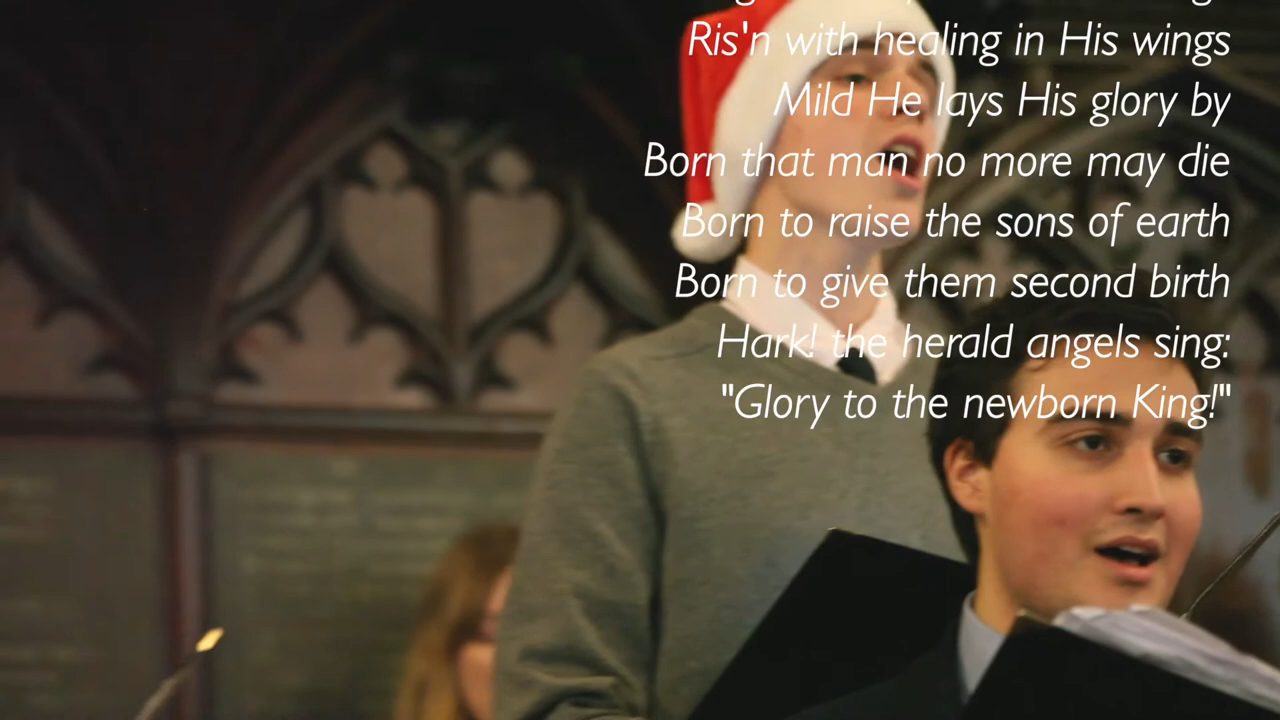 Ris'n with healing in His wings
Mild He lays His glory by
Born that man no more may die
Born to raise the sons of earth
Born to give them second birth
Hark! the herald angels sing:
"Glory to the newborn King!"